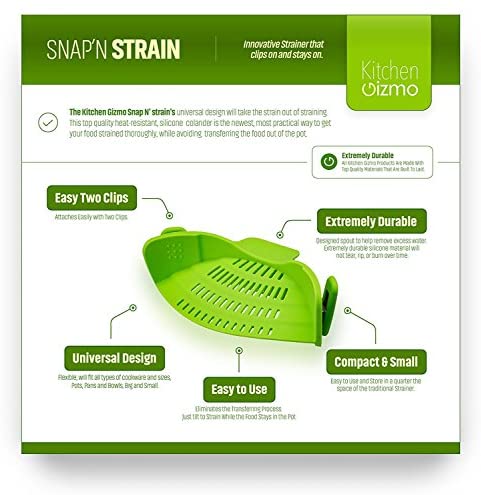 SNAP'N STRAIN
Innovative Strainer that
clips on and stays on.
Kitchen
Gizmo
The Kitchen Gizmo Snap N' strain's universal design will take the strain out of straining.
This top quality heat-resistant, silicone colander is the newest, most practical way to
get your food strained thoroughly, while avoiding, transferring the food out of the pot.
Extremely Durable
All Kitchen Gizmo Products Are Made With
Top Quality Materials That Are Built To Last.
Easy Two Clips
Attaches Easily with Two Clips.
Extremely Durable
Designed spout to help remove excess water.
Extremely durable silicone material will
not tear, rip, or burn over time.
Universal Design
Flexible, will fit all types of cookware and sizes,
Pots, Pans and Bowls, Big and Small.
Easy to Use
Eliminates the Transferring Process,
just tilt to Strain While the Food Stays in the Pot
Compact & Small
Easy to Use and Store in a quarter the
space of the traditional Strainer.